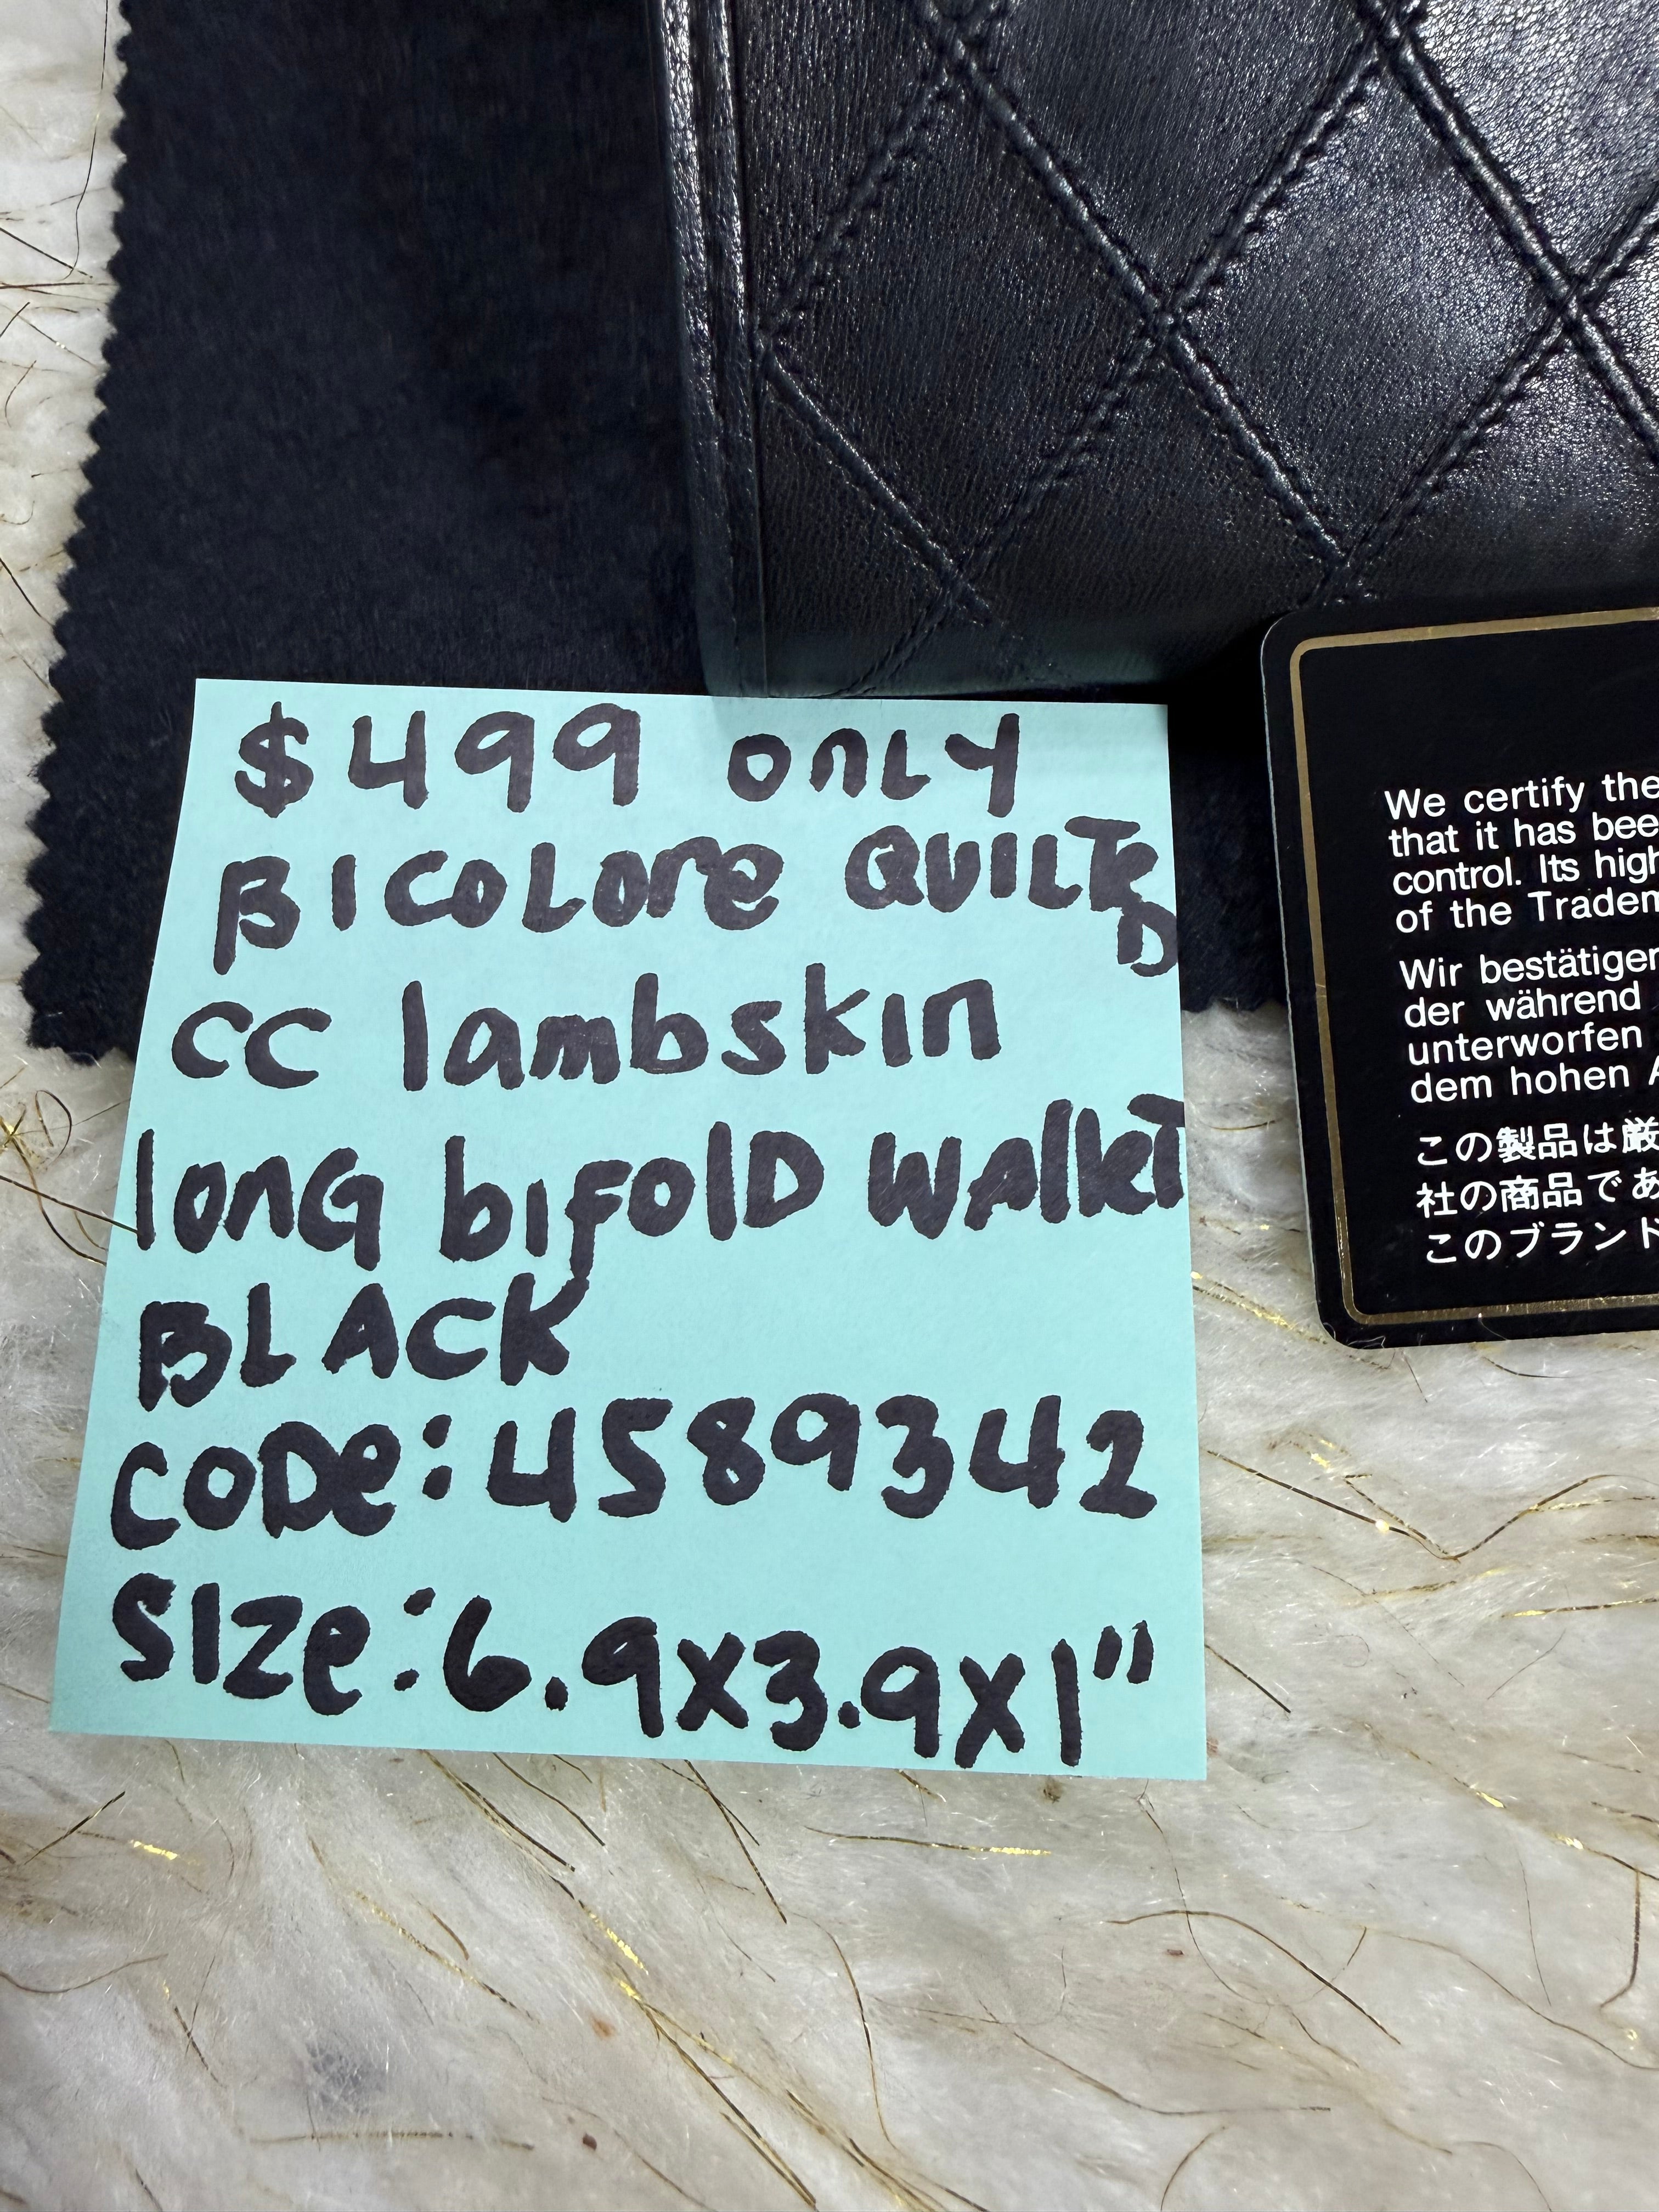 $499 only
Bicolore QUILTED
CC lambskin
long bifold wallet
BLACK
CODe: 4589342
Size: 6.9x3.9x1"
We certify the
that it has bee
control. Its high
of the Tradem
Wir bestätiger
der während
unterworfen
dem hohen A
この製品は厳
社の商品であ
このブランド